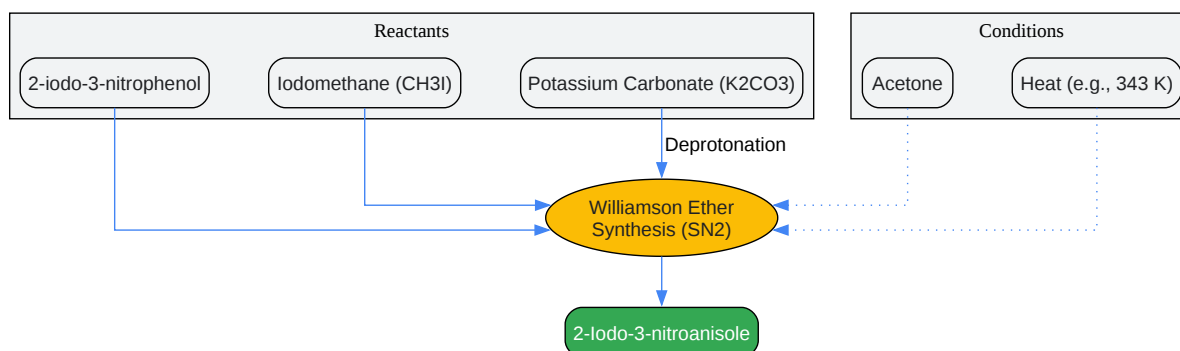 Reactants
Conditions
2-iodo-3-nitrophenol
Iodomethane (CH3I)
Potassium Carbonate (K2CO3)
Acetone
Heat (e.g., 343 K)
Deprotonation
Williamson Ether
Synthesis (SN2)
2-Iodo-3-nitroanisole